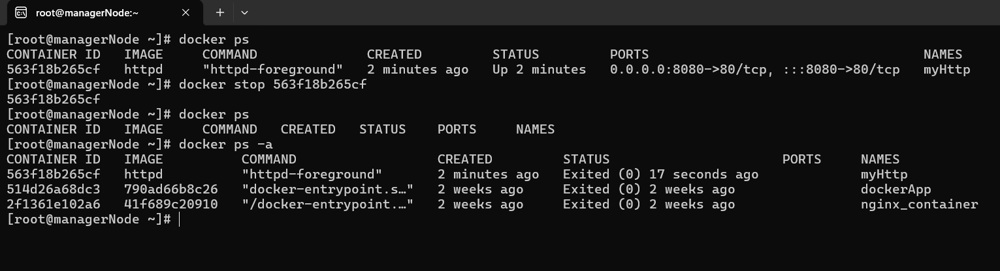 root@managerNode:~
[root@managerNode ~]# docker ps
CONTAINER ID   IMAGE     COMMAND              CREATED         STATUS         PORTS                                   NAMES
563f18b265cf   httpd     "httpd-foreground"   2 minutes ago   Up 2 minutes   0.0.0.0:8080->80/tcp, :::8080->80/tcp   myHttp
[root@managerNode ~]# docker stop 563f18b265cf
563f18b265cf
[root@managerNode ~]# docker ps
CONTAINER ID   IMAGE     COMMAND   CREATED   STATUS    PORTS     NAMES
[root@managerNode ~]# docker ps -a
CONTAINER ID   IMAGE          COMMAND                  CREATED         STATUS                      PORTS     NAMES
563f18b265cf   httpd          "httpd-foreground"       2 minutes ago   Exited (0) 17 seconds ago             myHttp
514d26a68dc3   790ad66b8c26   "docker-entrypoint.s…"   2 weeks ago     Exited (0) 2 weeks ago                dockerApp
2f1361e102a6   41f689c20910   "/docker-entrypoint.…"   2 weeks ago     Exited (0) 2 weeks ago                nginx_container
[root@managerNode ~]#